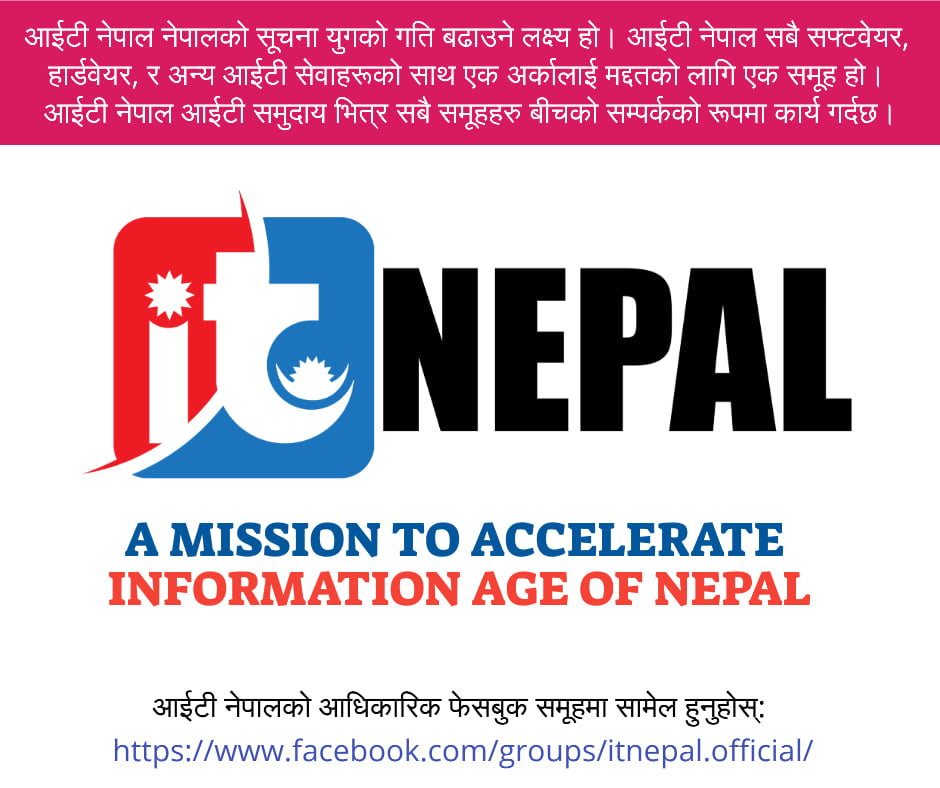 आईटी नेपाल नेपालको सूचना युगको गति बढाउने लक्ष्य हो। आईटी नेपाल सबै सफ्टवेयर,
हार्डवेयर, र अन्य आईटी सेवाहरूको साथ एक अर्कालाई मद्दतको लागि एक समूह हो।
आईटी नेपाल आईटी समुदाय भित्र सबै समूहहरु बीचको सम्पर्कको रूपमा कार्य गर्दछ।
it NEPAL
A MISSION TO ACCELERATE
INFORMATION AGE OF NEPAL
आईटी नेपालको आधिकारिक फेसबुक समूहमा सामेल हुनुहोस्:
https://www.facebook.com/groups/itnepal.official/